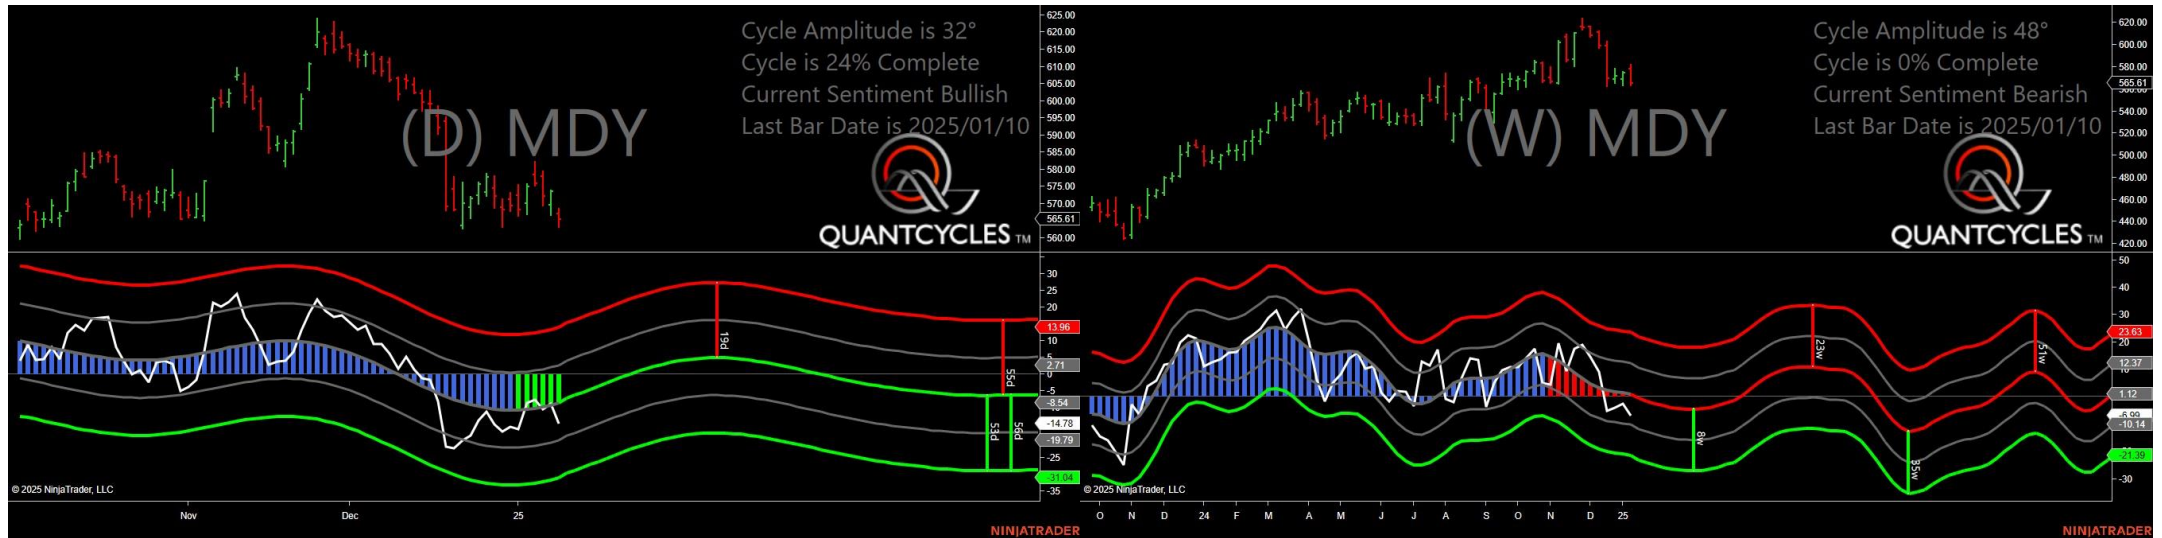 Cycle Amplitude is 32°
Cycle is 24% Complete
Current Sentiment Bullish
Last Bar Date is 2025/01/10
(D) MDY
QUANTCYCLES TM
625.00
620.00
615.00
610.00
605.00
600.00
595.00
590.00
585.00
580.00
575.00
570.00
565.61
560.00
30
25
20
13.96
10
5
2.71
0
-5
-8.54
-14.78
-19.79
-25
-31.04
-35
19d
55d
53d
56d
© 2025 NinjaTrader, LLC
Nov
Dec
25
NINJATRADER
Cycle Amplitude is 48°
Cycle is 0% Complete
Current Sentiment Bearish
Last Bar Date is 2025/01/10
(W) MDY
QUANTCYCLES TM
620.00
600.00
580.00
565.61
540.00
520.00
500.00
480.00
460.00
440.00
420.00
50
40
30
23.63
20
12.37
10
1.12
-6.99
-10.14
-21.39
-30
23w
51w
8w
35w
© 2025 NinjaTrader, LLC
O N D 24 F M A M J J A S O N D 25
NINJATRADER